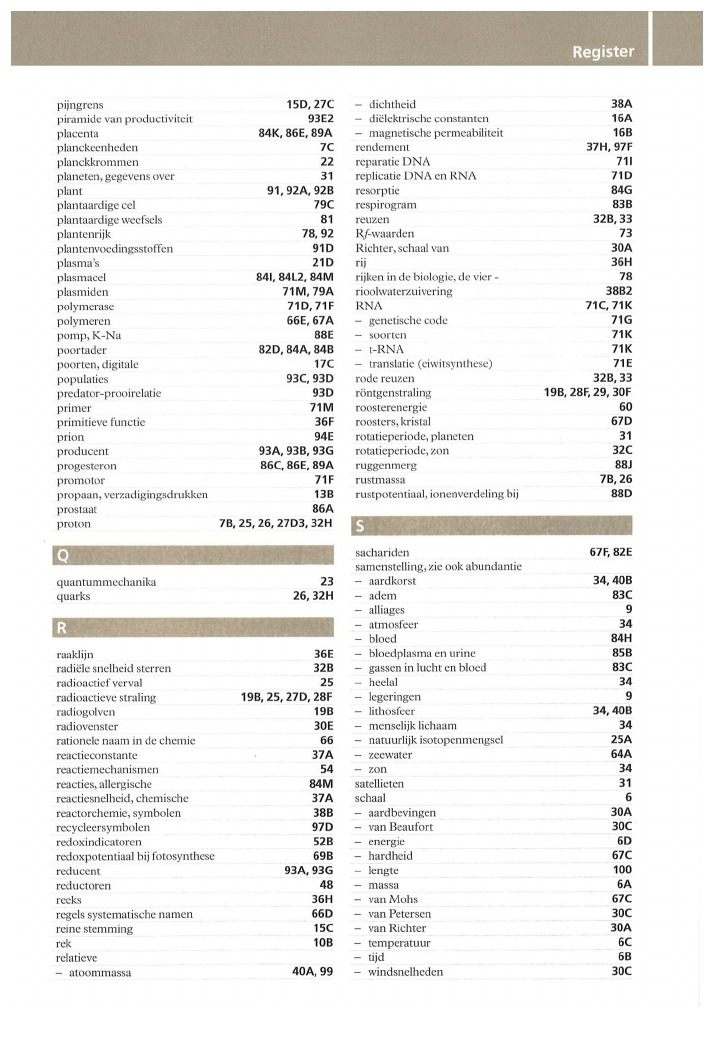 Register
pijngrens 15D, 27C
piramide van productiviteit 93E2
placenta 84K, 86E, 89A
planckeenheden 7C
planckkrommen 22
planeten, gegevens over 31
plant 91, 92A, 92B
plantaardige cel 79C
plantaardige weefsels 81
plantenrijk 78, 92
plantenvoedingsstoffen 91D
plasma's 21D
plasmacel 84I, 84L2, 84M
plasmiden 71M, 79A
polymerase 71D, 71F
polymeren 66E, 67A
pomp, K-Na 88E
poortader 82D, 84A, 84B
poorten, digitale 17C
populaties 93C, 93D
predator-prooirelatie 93D
primer 71M
primitieve functie 36F
prion 94E
producent 93A, 93B, 93G
progesteron 86C, 86E, 89A
promotor 71F
propaan, verzadigingsdrukken 13B
prostaat 86A
proton 7B, 25, 26, 27D3, 32H
Q
quantummechanika 23
quarks 26, 32H
R
raaklijn 36E
radiële snelheid sterren 32B
radioactief verval 25
radioactieve straling 19B, 25, 27D, 28F
radiogolven 19B
radiovenster 30E
rationele naam in de chemie 66
reactieconstante 37A
reactiemechanismen 54
reacties, allergische 84M
reactiesnelheid, chemische 37A
reactorchemie, symbolen 38B
recycleersymbolen 97D
redoxindicatoren 52B
redoxpotentiaal bij fotosynthese 69B
reducent 93A, 93G
reductoren 48
reeks 36H
regels systematische namen 66D
reine stemming 15C
rek 10B
relatieve
– atoommassa 40A, 99
– dichtheid 38A
– diëlektrische constanten 16A
– magnetische permeabiliteit 16B
rendement 37H, 97F
reparatie DNA 71I
replicatie DNA en RNA 71D
resorptie 84G
respirogram 83B
reuzen 32B, 33
Rf-waarden 73
Richter, schaal van 30A
rij 36H
rijken in de biologie, de vier - 78
rioolwaterzuivering 38B2
RNA 71C, 71K
– genetische code 71G
– soorten 71K
– t-RNA 71K
– translatie (eiwitsynthese) 71E
rode reuzen 32B, 33
röntgenstraling 19B, 28F, 29, 30F
roosterenergie 60
roosters, kristal 67D
rotatieperiode, planeten 31
rotatieperiode, zon 32C
ruggenmerg 88J
rustmassa 7B, 26
rustpotentiaal, ionenverdeling bij 88D
S
sachariden 67F, 82E
samenstelling, zie ook abundantie
– aardkorst 34, 40B
– adem 83C
– alliages 9
– atmosfeer 34
– bloed 84H
– bloedplasma en urine 85B
– gassen in lucht en bloed 83C
– heelal 34
– legeringen 9
– lithosfeer 34, 40B
– menselijk lichaam 34
– natuurlijk isotopenmengsel 25A
– zeewater 64A
– zon 34
satellieten 31
schaal 6
– aardbevingen 30A
– van Beaufort 30C
– energie 6D
– hardheid 67C
– lengte 100
– massa 6A
– van Mohs 67C
– van Petersen 30C
– van Richter 30A
– temperatuur 6C
– tijd 6B
– windsnelheden 30C